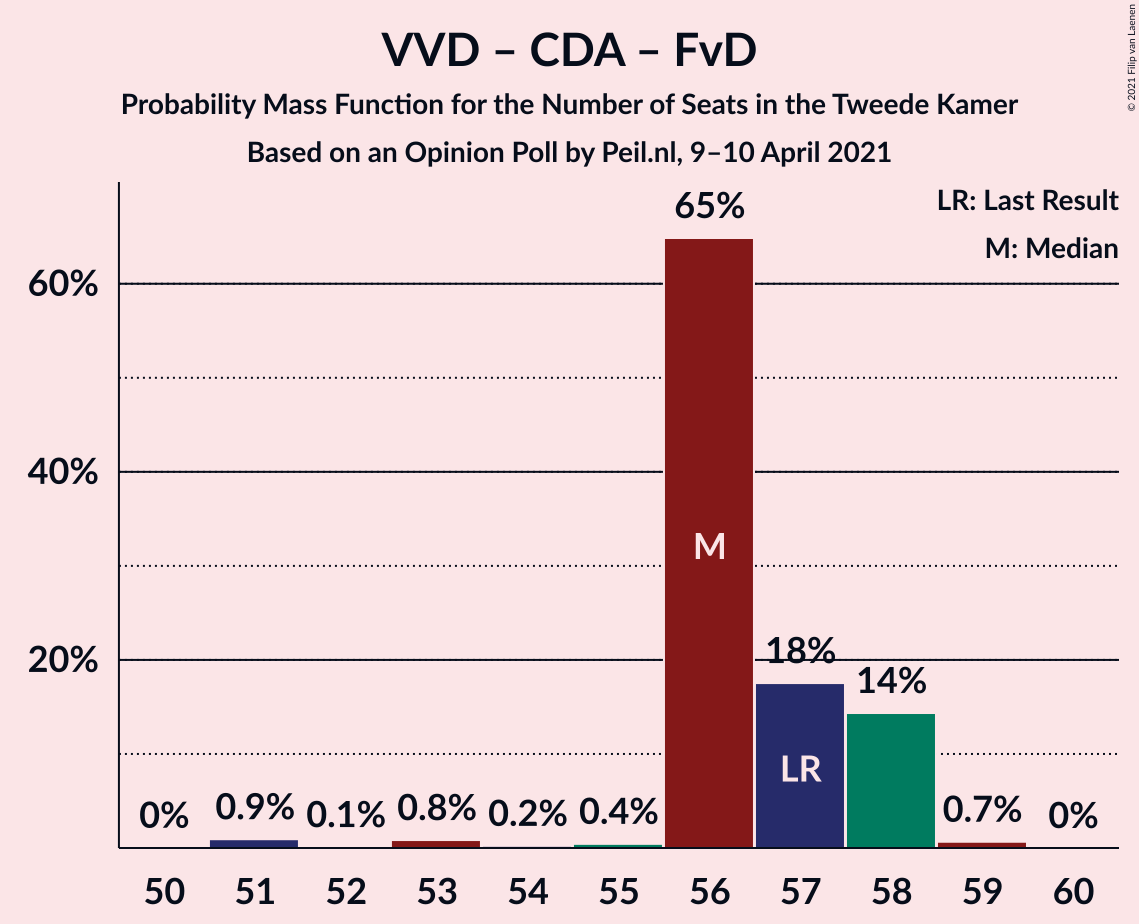 VVD – CDA – FvD
Probability Mass Function for the Number of Seats in the Tweede Kamer
Based on an Opinion Poll by Peil.nl, 9–10 April 2021
© 2021 Filip van Laenen
LR: Last Result
M: Median
60%
40%
20%
0%
0.9%
0.1%
0.8%
0.2%
0.4%
65%
M
18%
LR
14%
0.7%
0%
50 51 52 53 54 55 56 57 58 59 60